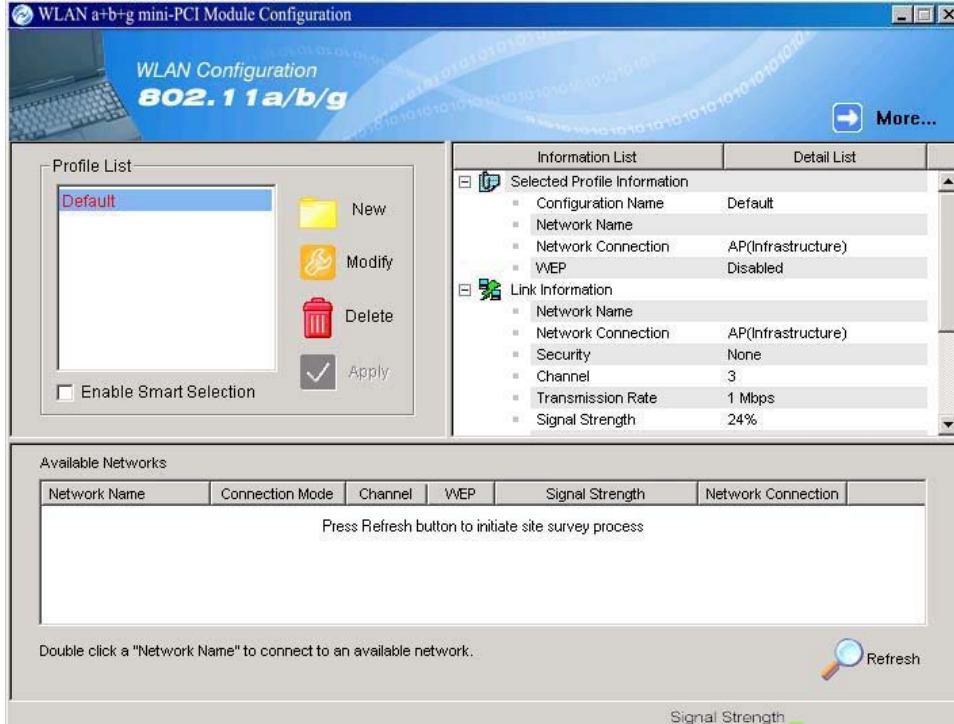 WLAN a+b+g mini-PCI Module Configuration
WLAN Configuration
802.11a/b/g
More...
Profile List
Default
New
Modify
Delete
Apply
Enable Smart Selection
Information List Detail List
Selected Profile Information
Configuration Name Default
Network Name
Network Connection AP(Infrastructure)
WEP Disabled
Link Information
Network Name
Network Connection AP(Infrastructure)
Security None
Channel 3
Transmission Rate 1 Mbps
Signal Strength 24%
Available Networks
Network Name Connection Mode Channel WEP Signal Strength Network Connection
Press Refresh button to initiate site survey process
Double click a "Network Name" to connect to an available network.
Refresh
Signal Strength